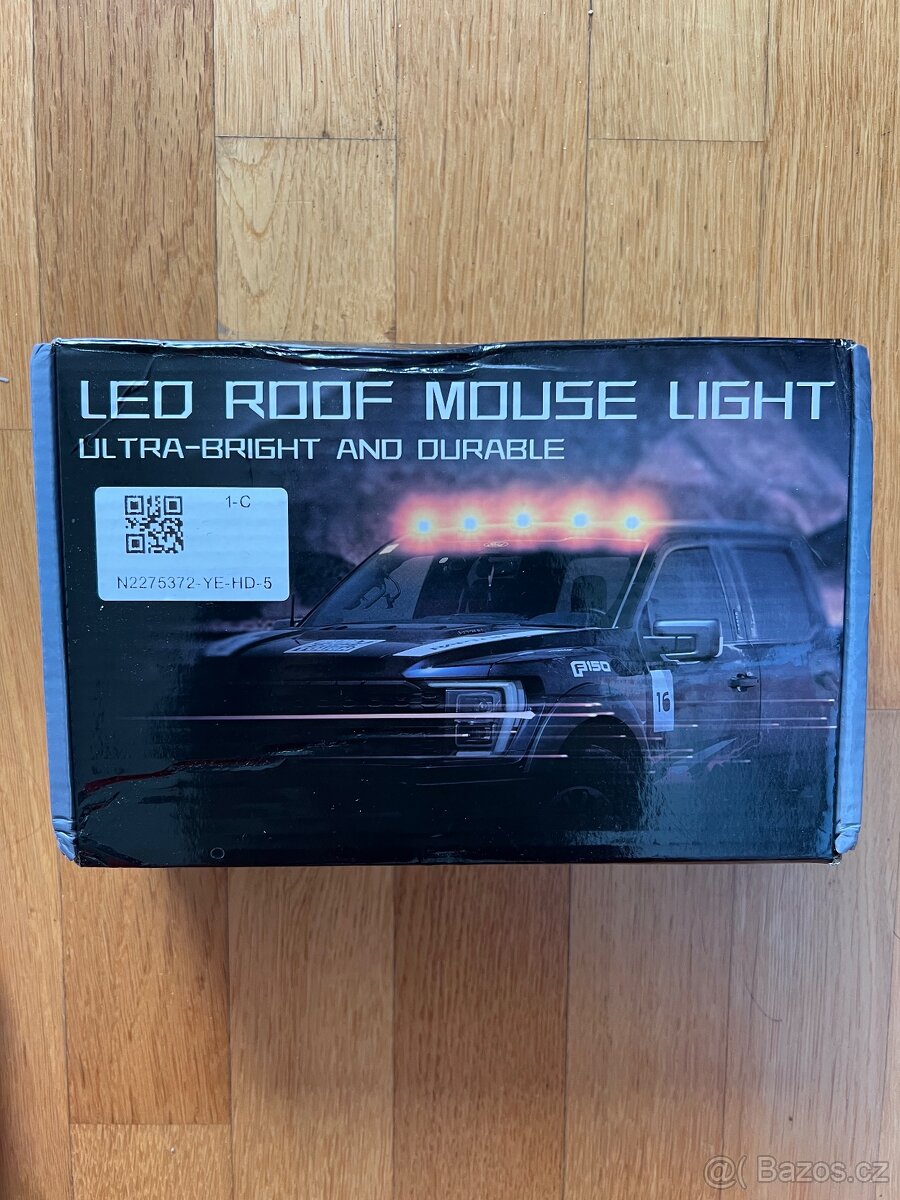 LED ROOF MOUSE LIGHT
ULTRA-BRIGHT AND DURABLE
1-C
N2275372-YE-HD-5
F150
16
@( Bazos.cz